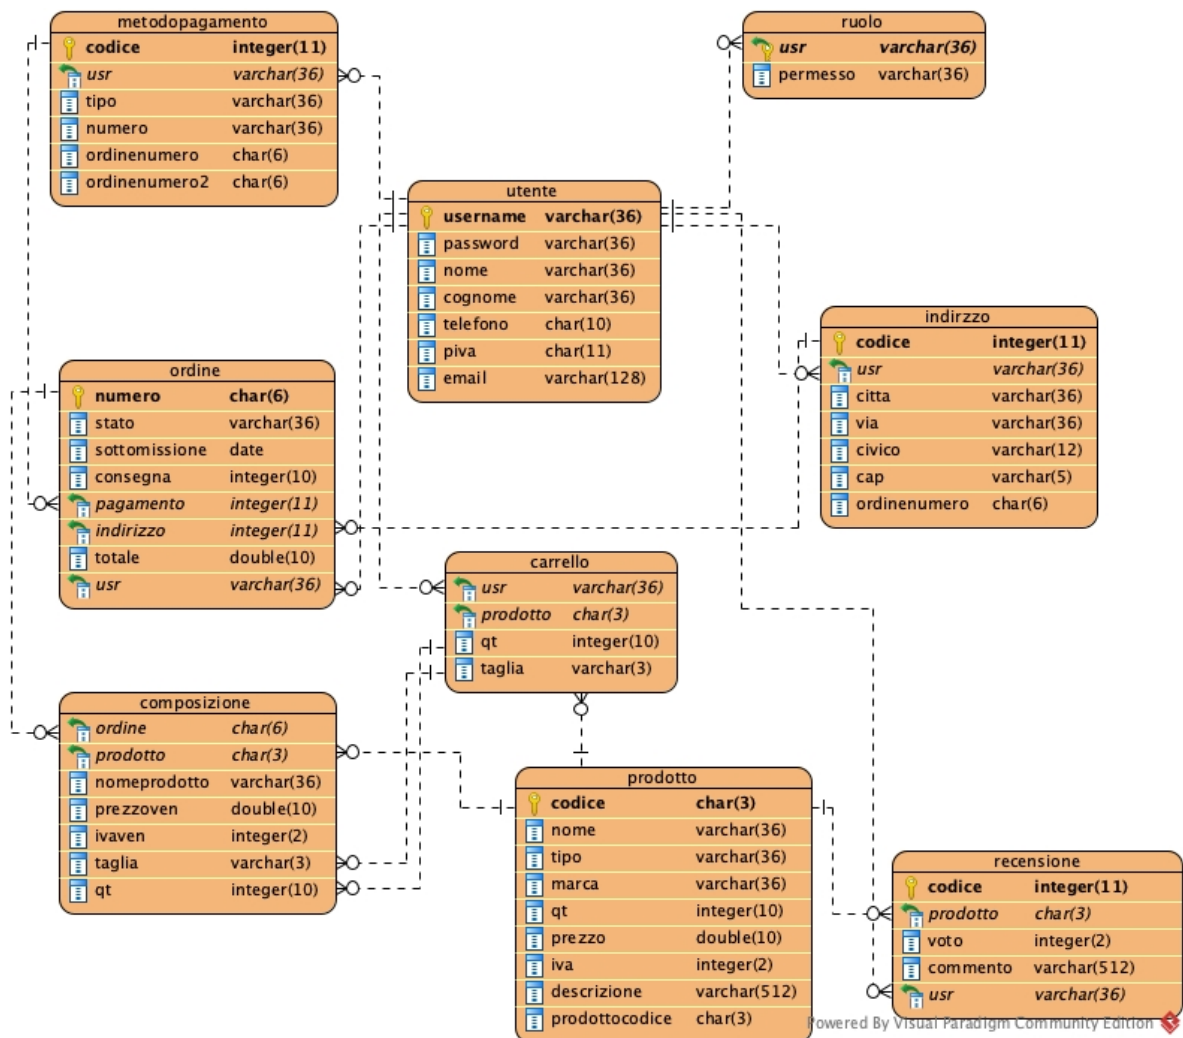 metodopagamento
codice integer(11)
usr varchar(36)
tipo varchar(36)
numero varchar(36)
ordinenumero char(6)
ordinenumero2 char(6)
ruolo
usr varchar(36)
permesso varchar(36)
utente
username varchar(36)
password varchar(36)
nome varchar(36)
cognome varchar(36)
telefono char(10)
piva char(11)
email varchar(128)
indirzzo
codice integer(11)
usr varchar(36)
citta varchar(36)
via varchar(36)
civico varchar(12)
cap varchar(5)
ordinenumero char(6)
ordine
numero char(6)
stato varchar(36)
sottomissione date
consegna integer(10)
pagamento integer(11)
indirizzo integer(11)
totale double(10)
usr varchar(36)
carrello
usr varchar(36)
prodotto char(3)
qt integer(10)
taglia varchar(3)
composizione
ordine char(6)
prodotto char(3)
nomeprodotto varchar(36)
prezzoven double(10)
ivaven integer(2)
taglia varchar(3)
qt integer(10)
prodotto
codice char(3)
nome varchar(36)
tipo varchar(36)
marca varchar(36)
qt integer(10)
prezzo double(10)
iva integer(2)
descrizione varchar(512)
prodottocodice char(3)
recensione
codice integer(11)
prodotto char(3)
voto integer(2)
commento varchar(512)
usr varchar(36)
Powered By Visual Paradigm Community Edition